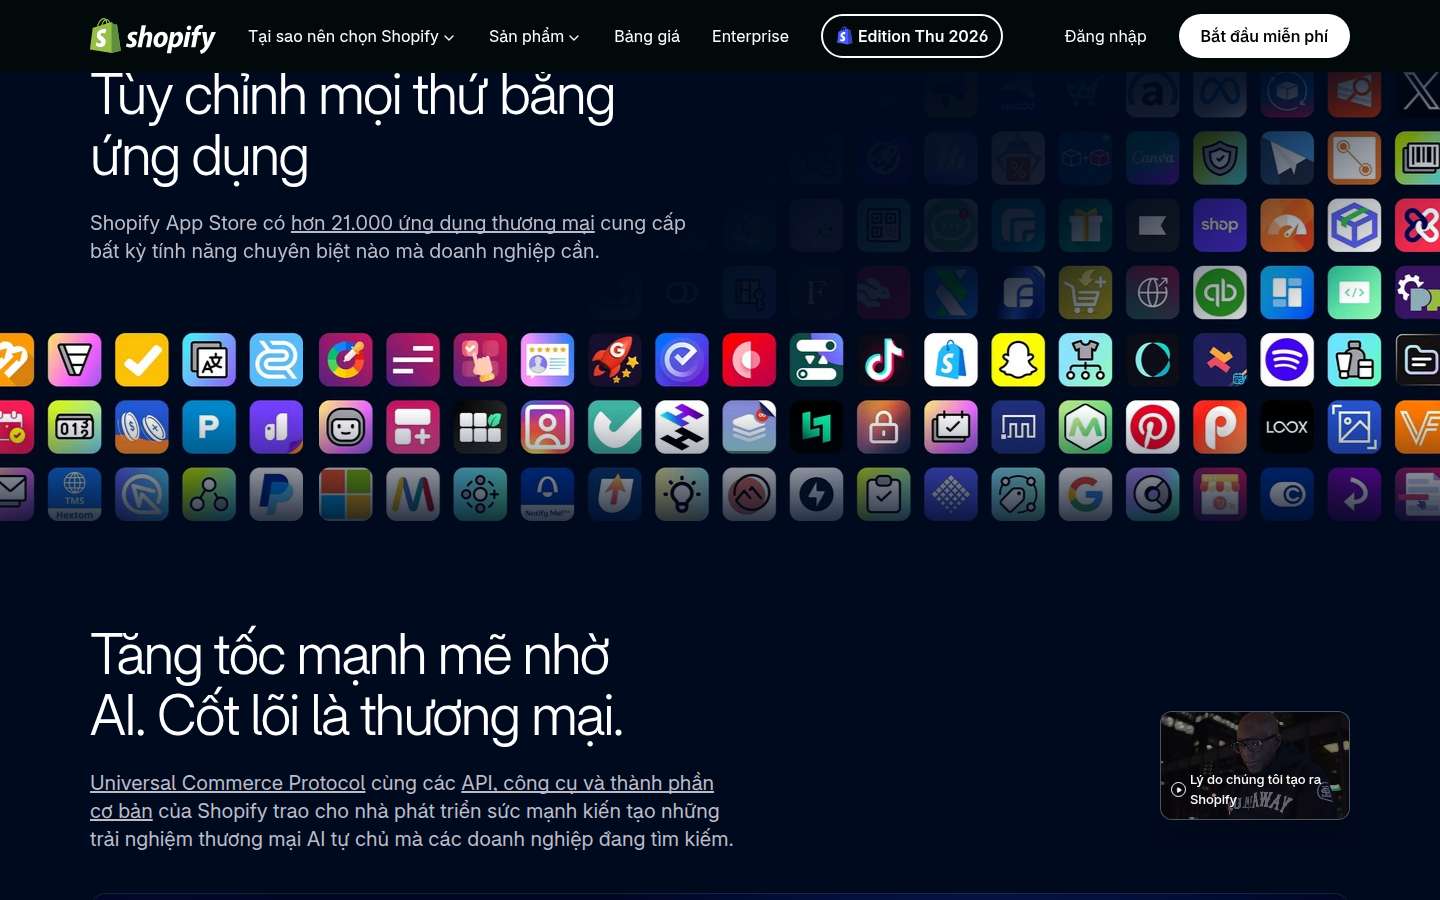 shopify
Tại sao nên chọn Shopify
Sản phẩm
Bảng giá
Enterprise
Edition Thu 2026
Đăng nhập
Bắt đầu miễn phí
Tùy chỉnh mọi thứ bằng
ứng dụng
Shopify App Store có hơn 21.000 ứng dụng thương mại cung cấp
bất kỳ tính năng chuyên biệt nào mà doanh nghiệp cần.
Canva
shop
qb
LOOX
TMS
Hextom
Notify Me!
Tăng tốc mạnh mẽ nhờ
AI. Cốt lõi là thương mại.
Universal Commerce Protocol cùng các API, công cụ và thành phần
cơ bản của Shopify trao cho nhà phát triển sức mạnh kiến tạo những
trải nghiệm thương mại AI tự chủ mà các doanh nghiệp đang tìm kiếm.
Lý do chúng tôi tạo ra
Shopify